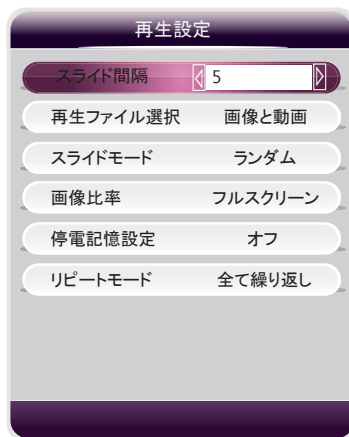 再生設定
スライド間隔 5
再生ファイル選択 画像と動画
スライドモード ランダム
画像比率 フルスクリーン
停電記憶設定 オフ
リピートモード 全て繰り返し